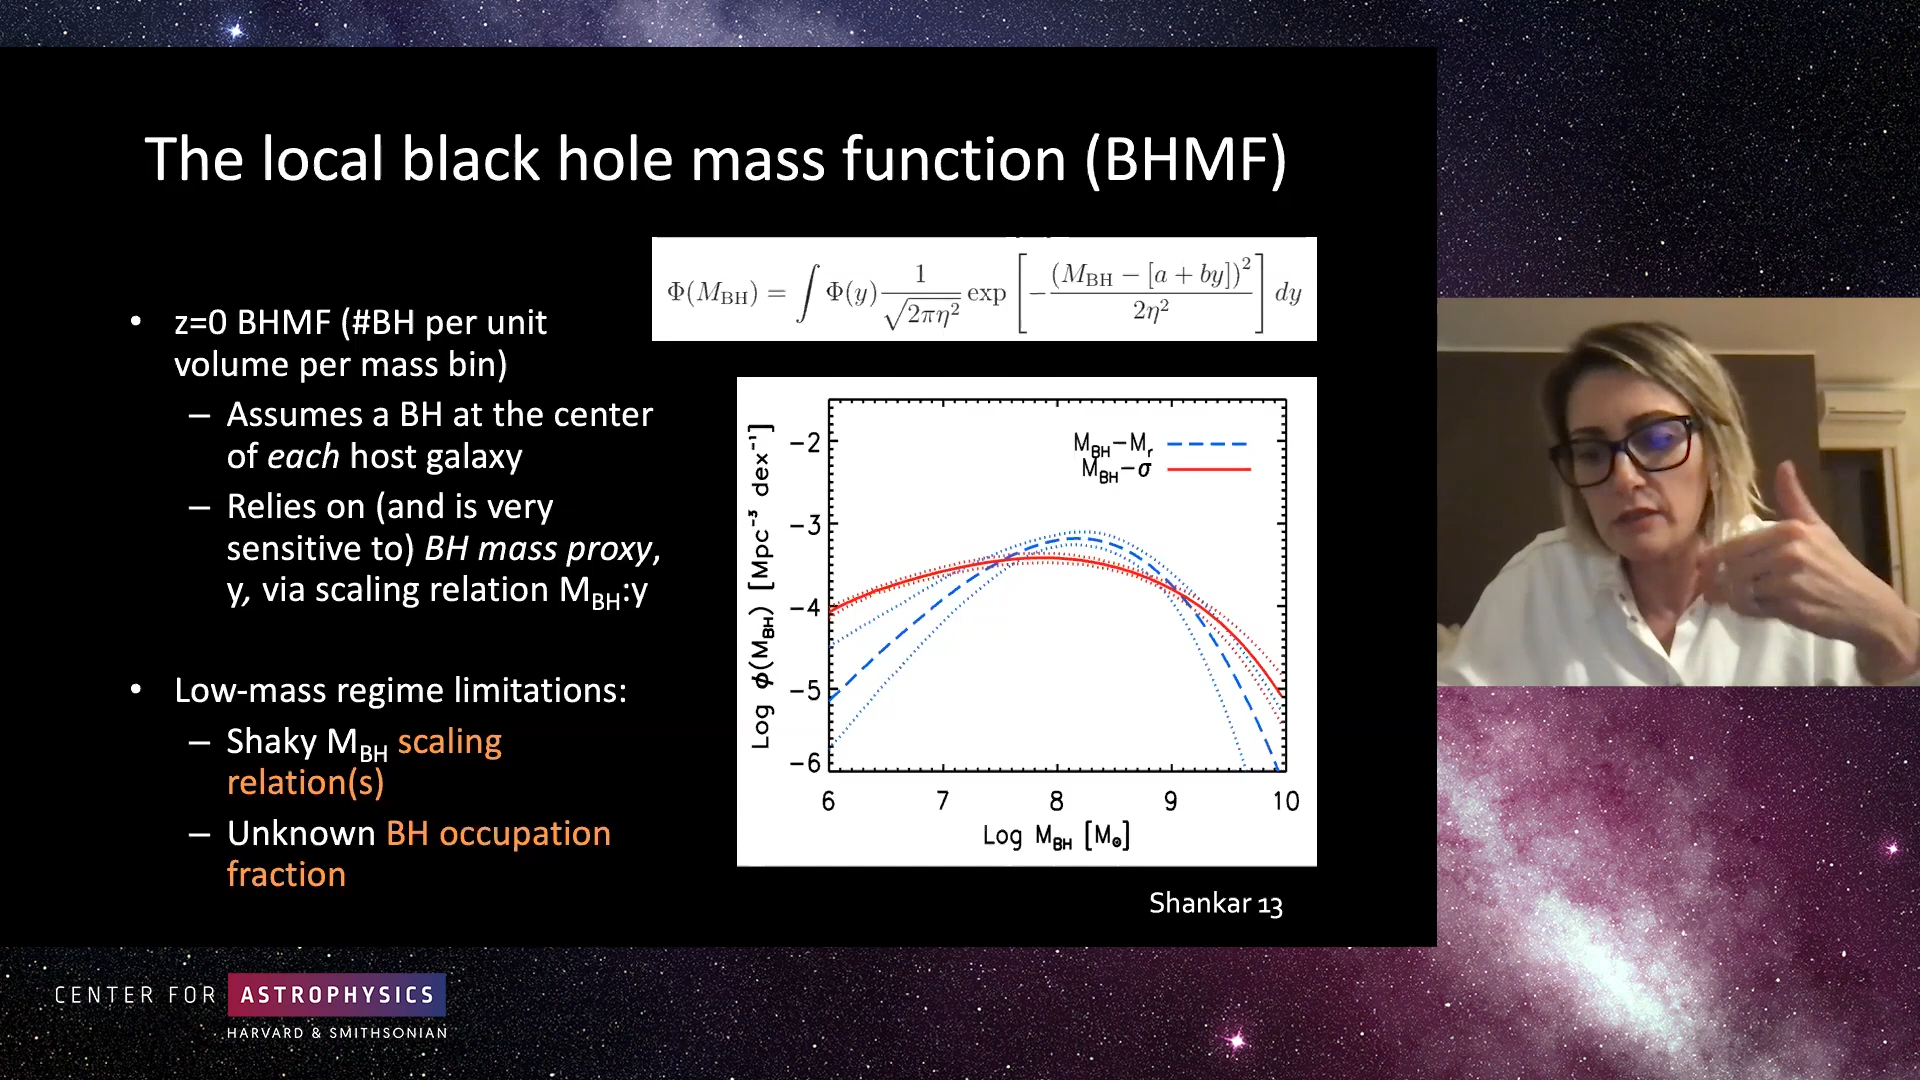 The local black hole mass function (BHMF)
Φ(M_BH) = ∫ Φ(y) 1/√(2πη²) exp [ −(M_BH − [a + by])²/2η² ] dy
• z=0 BHMF (#BH per unit
volume per mass bin)
– Assumes a BH at the center
of each host galaxy
– Relies on (and is very
sensitive to) BH mass proxy,
y, via scaling relation M_BH:y
• Low-mass regime limitations:
– Shaky M_BH scaling
relation(s)
– Unknown BH occupation
fraction
Log ϕ(M_BH) [Mpc⁻³ dex⁻¹]
−2
−3
−4
−5
−6
M_BH−M_r
M_BH−σ
6 7 8 9 10
Log M_BH [M_⊙]
Shankar 13
CENTER FOR ASTROPHYSICS
HARVARD & SMITHSONIAN